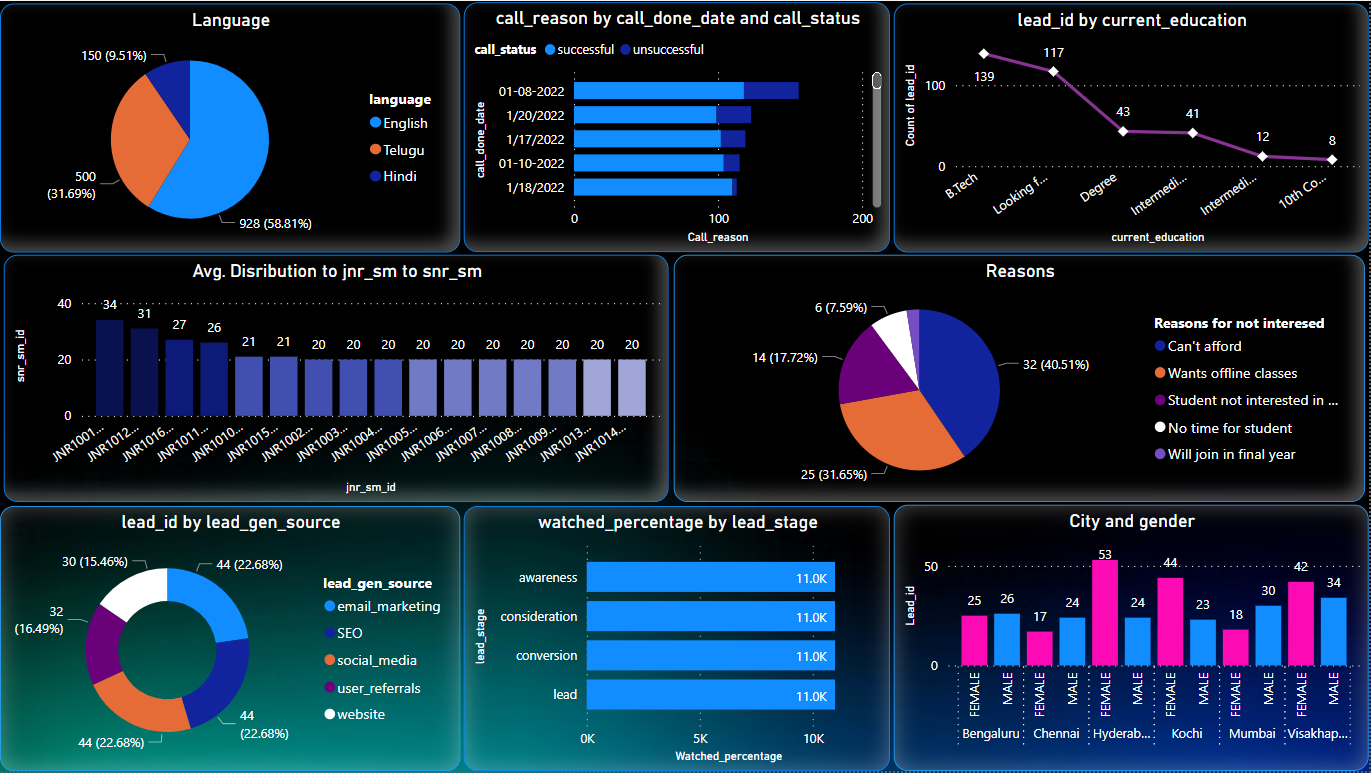 Language
150 (9.51%)
500
(31.69%)
928 (58.81%)
language
English
Telugu
Hindi
call_reason by call_done_date and call_status
call_status successful unsuccessful
call_done_date
01-08-2022
1/20/2022
1/17/2022
01-10-2022
1/18/2022
0 100 200
Call_reason
lead_id by current_education
Count of lead_id
100
0
139
117
43
41
12
8
B.Tech
Looking f...
Degree
Intermedi...
Intermedi...
10th Co...
current_education
Avg. Disribution to jnr_sm to snr_sm
snr_sm_id
40
20
0
34 31 27 26 21 21 20 20 20 20 20 20 20 20 20 20
JNR1001...
JNR1012...
JNR1016...
JNR1011...
JNR1010...
JNR1015...
JNR1002...
JNR1003...
JNR1004...
JNR1005...
JNR1006...
JNR1007...
JNR1008...
JNR1009...
JNR1013...
JNR1014...
jnr_sm_id
Reasons
6 (7.59%)
14 (17.72%)
32 (40.51%)
25 (31.65%)
Reasons for not interesed
Can't afford
Wants offline classes
Student not interested in ...
No time for student
Will join in final year
lead_id by lead_gen_source
30 (15.46%)
44 (22.68%)
32
(16.49%)
44
(22.68%)
44 (22.68%)
lead_gen_source
email_marketing
SEO
social_media
user_referrals
website
watched_percentage by lead_stage
lead_stage
awareness 11.0K
consideration 11.0K
conversion 11.0K
lead 11.0K
0K 5K 10K
Watched_percentage
City and gender
Lead_id
50
0
25 26 17 24 53 24 44 23 18 30 42 34
FEMALE MALE FEMALE MALE FEMALE MALE FEMALE MALE FEMALE MALE FEMALE MALE
Bengaluru Chennai Hyderab... Kochi Mumbai Visakhap...